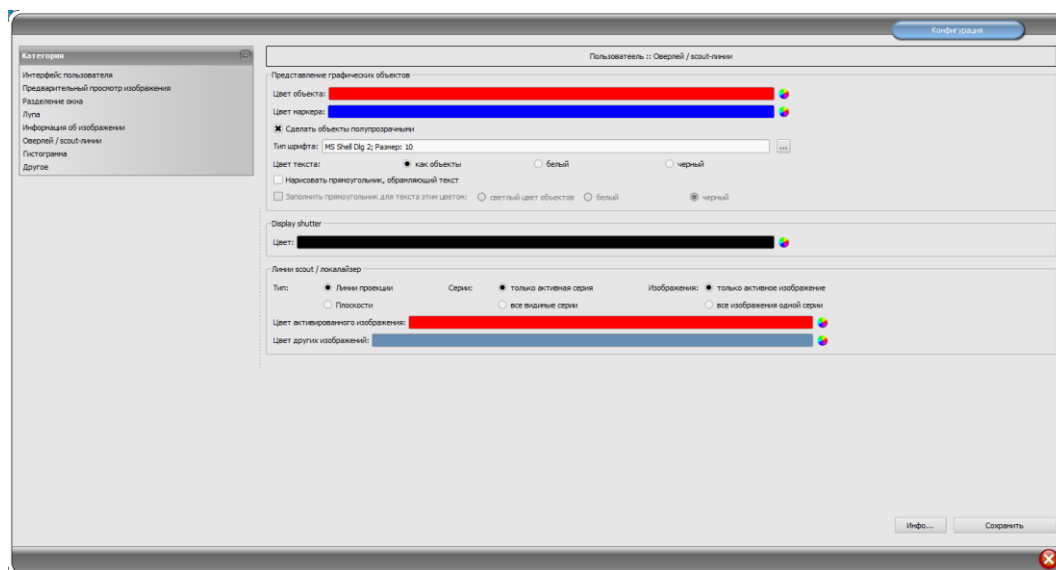 Конфигурация
Категория
Интерфейс пользователя
Предварительный просмотр изображения
Разделение окна
Лупа
Информация об изображении
Оверлей / scout-линии
Гистограмма
Другое
Пользоватеель :: Оверлей / scout-линии
Представление графических объектов
Цвет объекта:
Цвет маркера:
Сделать объекты полупрозрачными
Тип шрифта: MS Shell Dlg 2; Размер: 10 ...
Цвет текста: как объекты белый черный
Нарисовать прямоугольник, обрамляющий текст
Заполнить прямоугольник для текста этим цветом: светлый цвет объектов белый черный
Display shutter
Цвет:
Линии scout / локалайзер
Тип: Линии проекции Серии: только активная серия Изображения: только активное изображение
Плоскости все видимые серии все изображения одной серии
Цвет активированного изображения:
Цвет других изображений:
Инфо... Сохранить